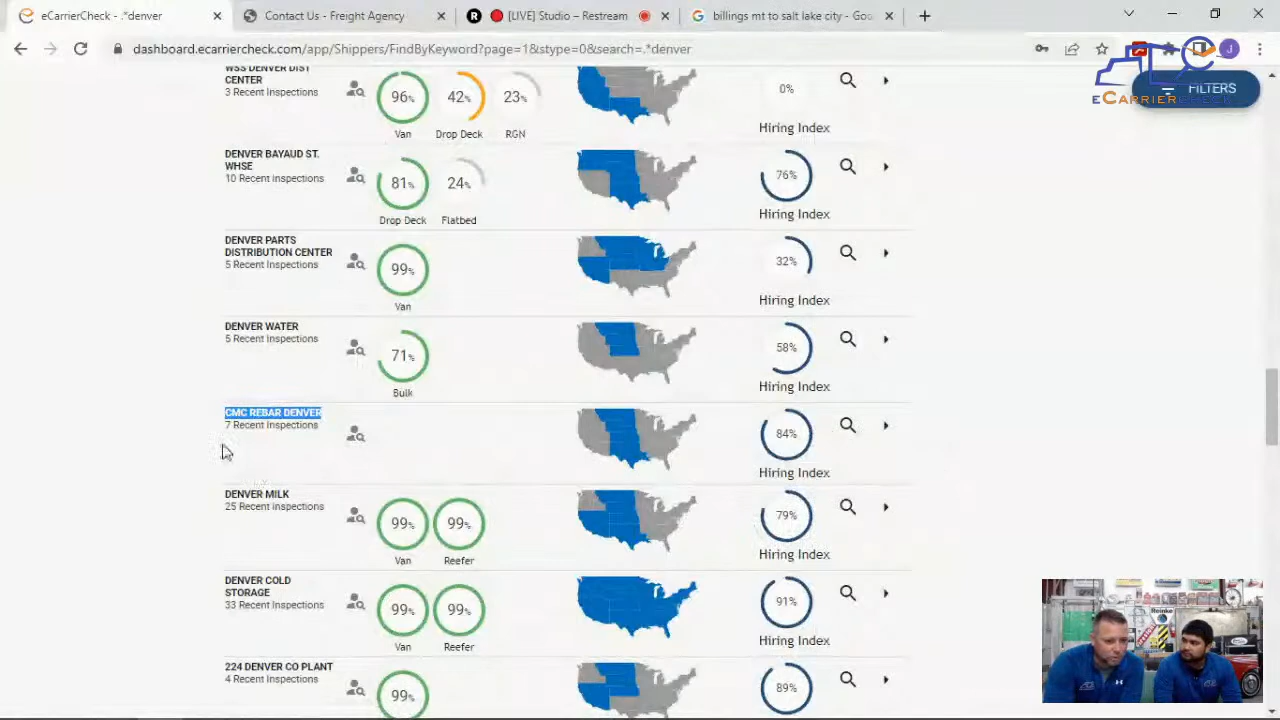 eCarrierCheck - .*denver
Contact Us - Freight Agency
[LIVE] Studio – Restream
billings mt to salt lake city - Goo
dashboard.ecarriercheck.com/app/Shippers/FindByKeyword?page=1&stype=0&search=.*denver
J
FILTERS
eCARRIERCHECK
WSS DENVER DIST
CENTER
3 Recent Inspections
96%
42%
23%
Van
Drop Deck
RGN
0%
Hiring Index
DENVER BAYAUD ST.
WHSE
10 Recent Inspections
81%
24%
Drop Deck
Flatbed
76%
Hiring Index
DENVER PARTS
DISTRIBUTION CENTER
5 Recent Inspections
99%
Van
32%
Hiring Index
DENVER WATER
5 Recent Inspections
71%
Bulk
58%
Hiring Index
CMC REBAR DENVER
7 Recent Inspections
84%
Hiring Index
DENVER MILK
25 Recent Inspections
99%
99%
Van
Reefer
79%
Hiring Index
DENVER COLD
STORAGE
33 Recent Inspections
99%
99%
Van
Reefer
91%
Hiring Index
224 DENVER CO PLANT
4 Recent Inspections
99%
89%
Reinke